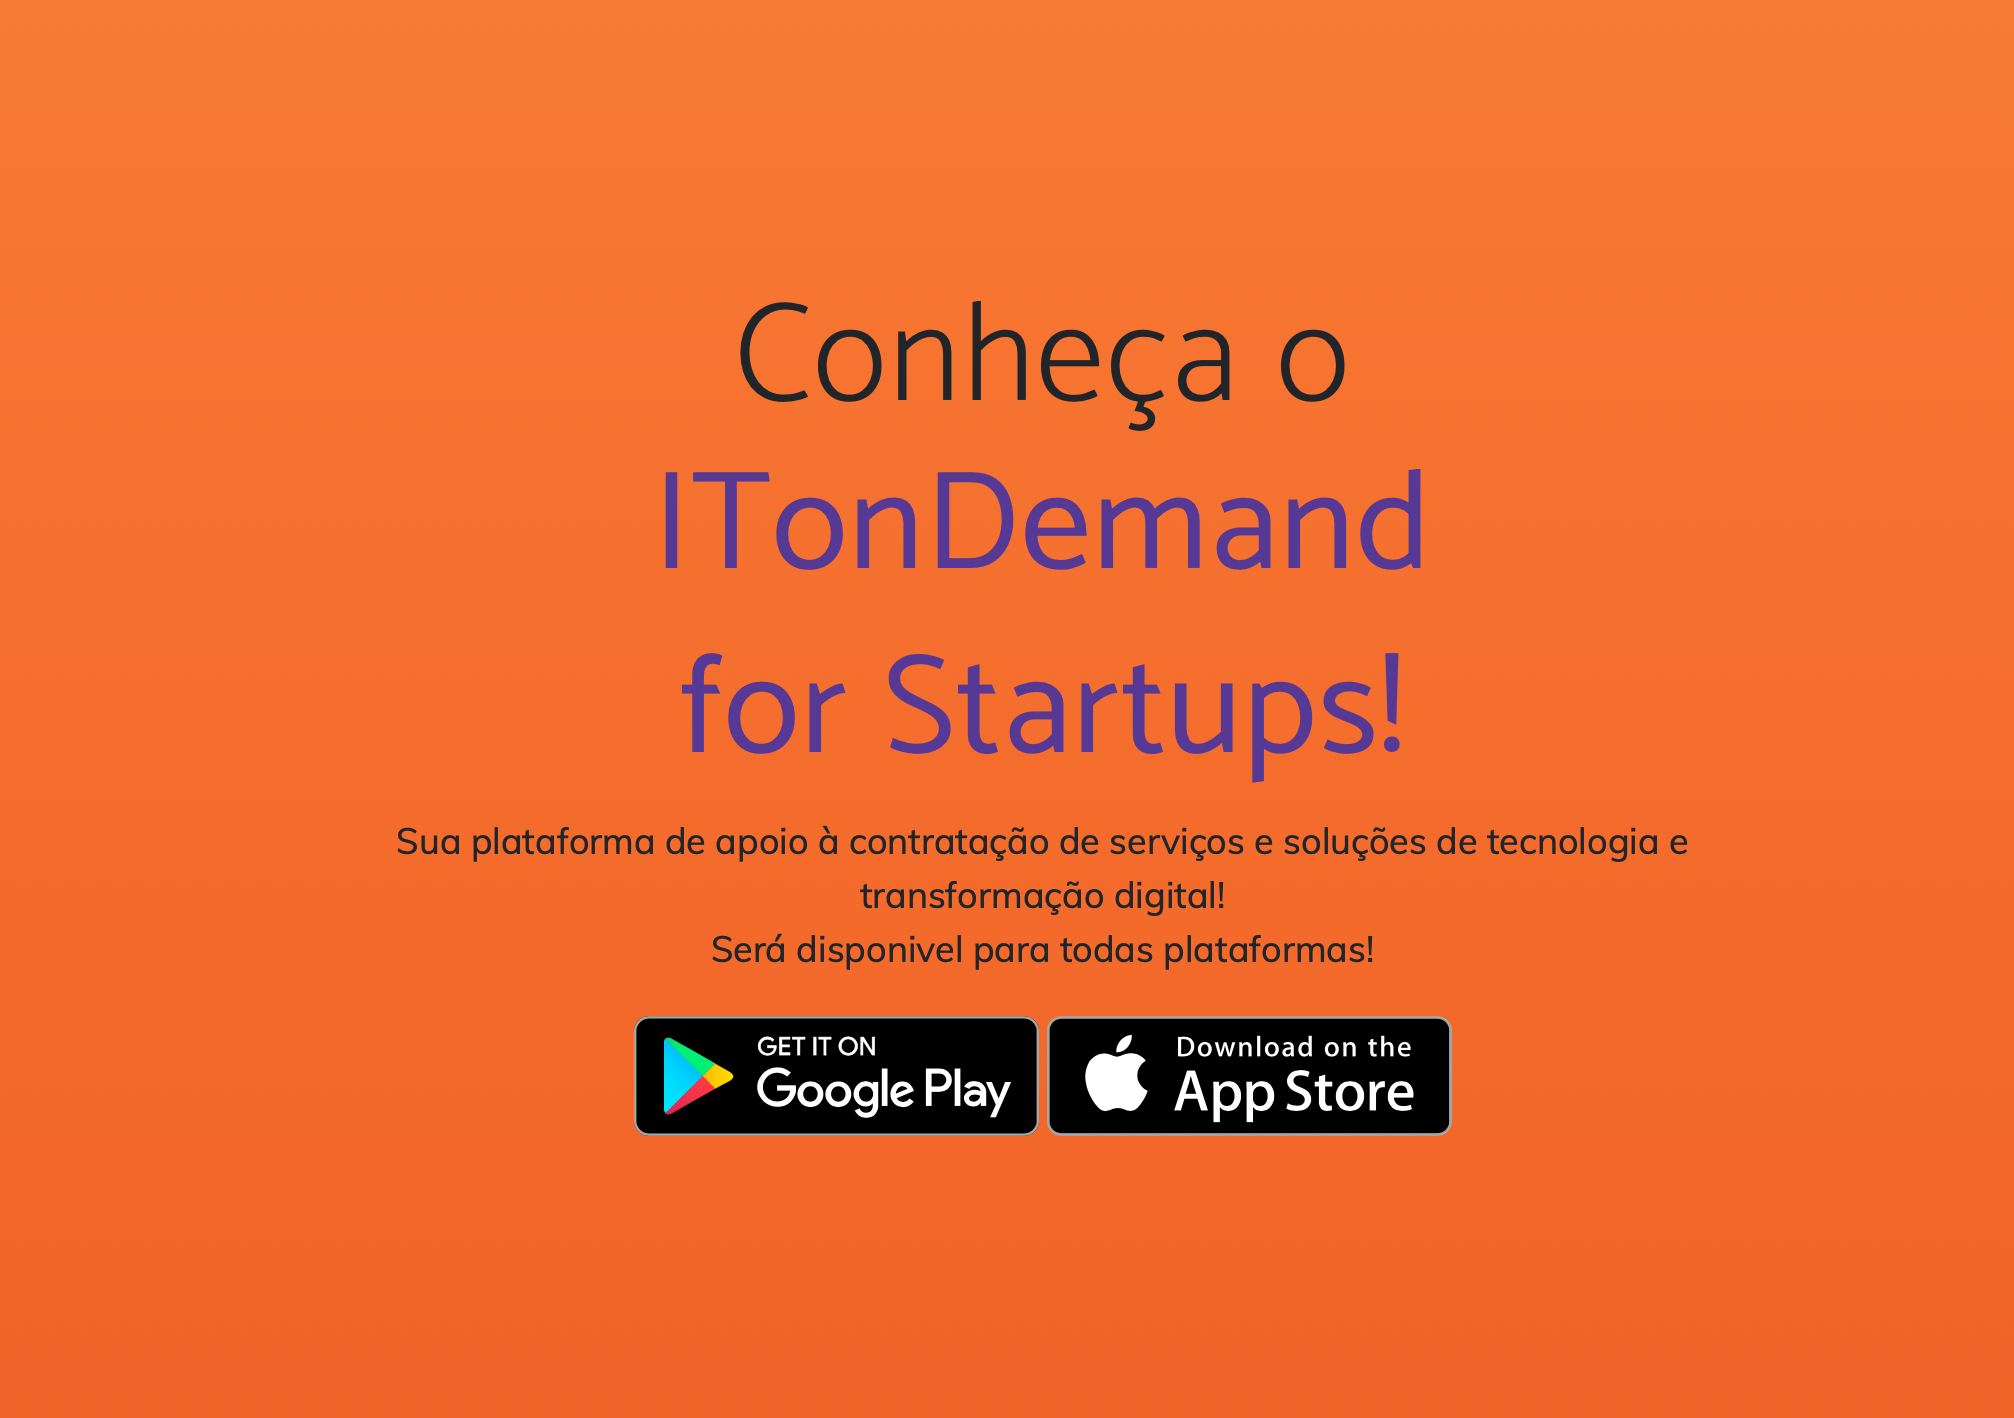 Conheça o
ITonDemand
for Startups!
Sua plataforma de apoio à contratação de serviços e soluções de tecnologia e
transformação digital!
Será disponivel para todas plataformas!
GET IT ON
Google Play
Download on the
App Store